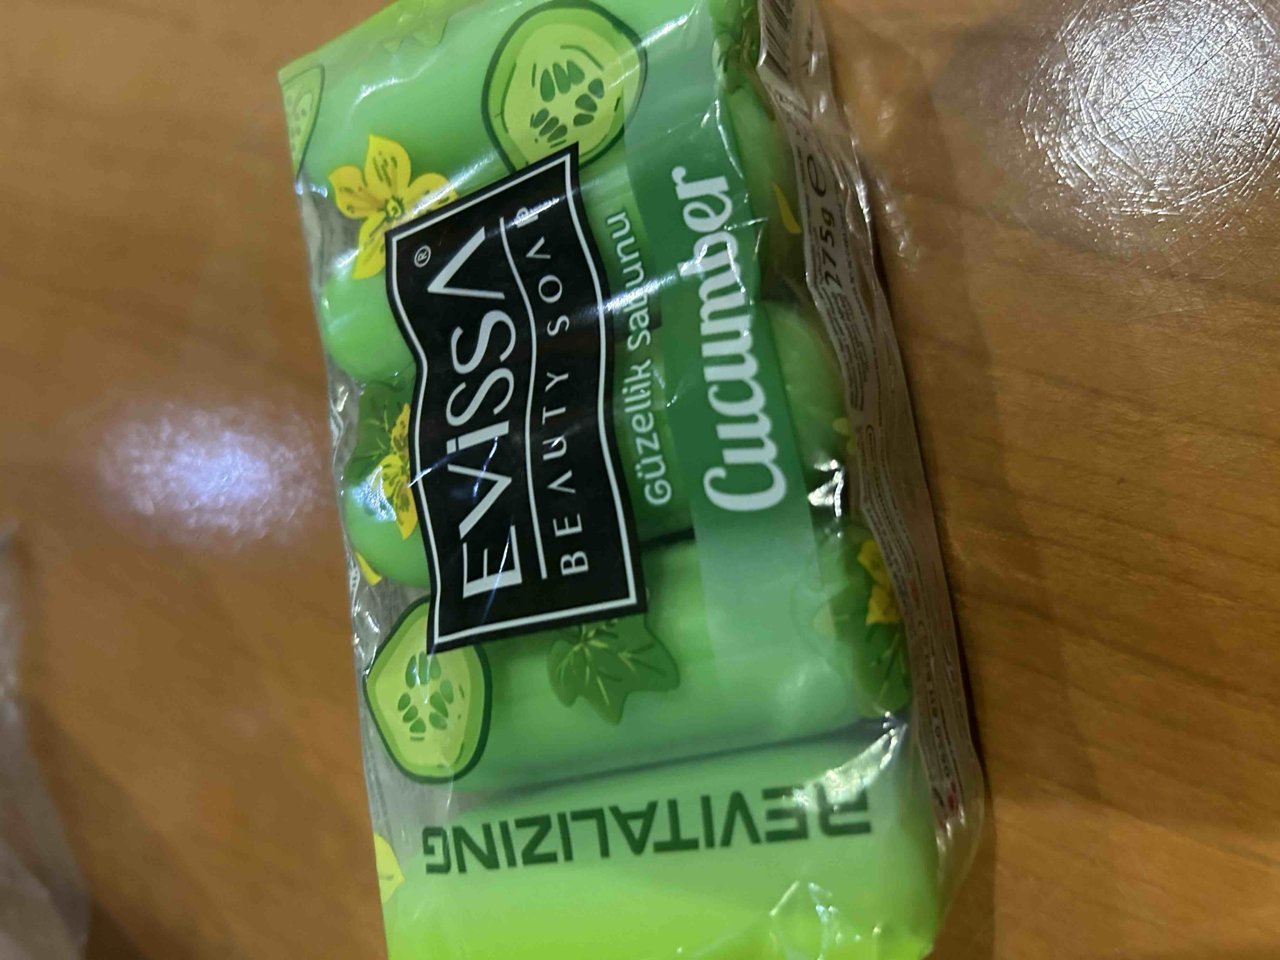 EViSSA®
BEAUTY SOAP
Güzellik sabunu
Cucumber
REVITALIZING
275g e